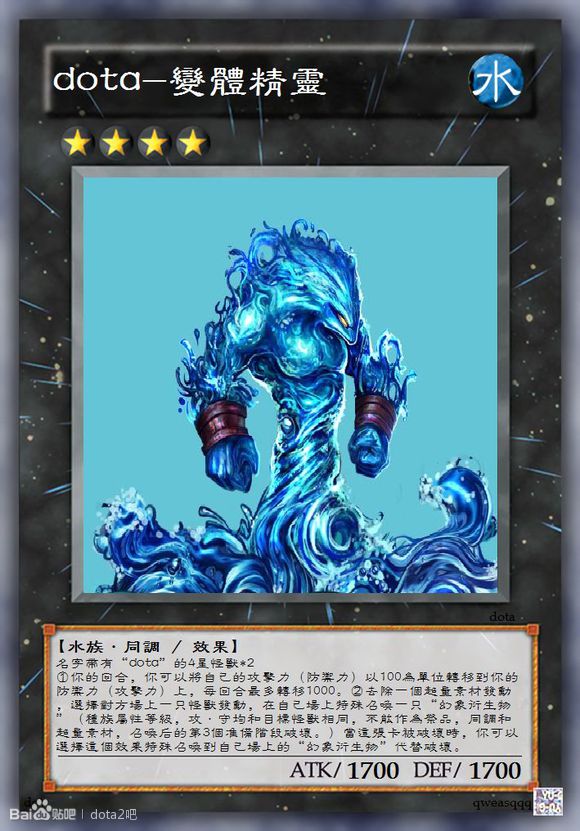 dota-變體精靈
水
dota
【水族·同調 / 效果】
名字帶有“dota”的4星怪獸*2
①你的回合，你可以將自己的攻擊力（防禦力）以100為單位轉移到你的
防禦力（攻擊力）上，每回合最多轉移1000。②去除一個超量素材發動
，選擇對方場上一只怪獸發動，在自己場上特殊召喚一只“幻象衍生物
”（種族屬性等級，攻·守均和目標怪獸相同，不能作為祭品，同調和
超量素材，召喚后的第3個准備階段破壞。）當這張卡被破壞時，你可以
選擇這個效果特殊召喚到自己場上的“幻象衍生物”代替破壞。
ATK/ 1700 DEF/ 1700
Bai 贴吧 | dota2吧
qweasqqq